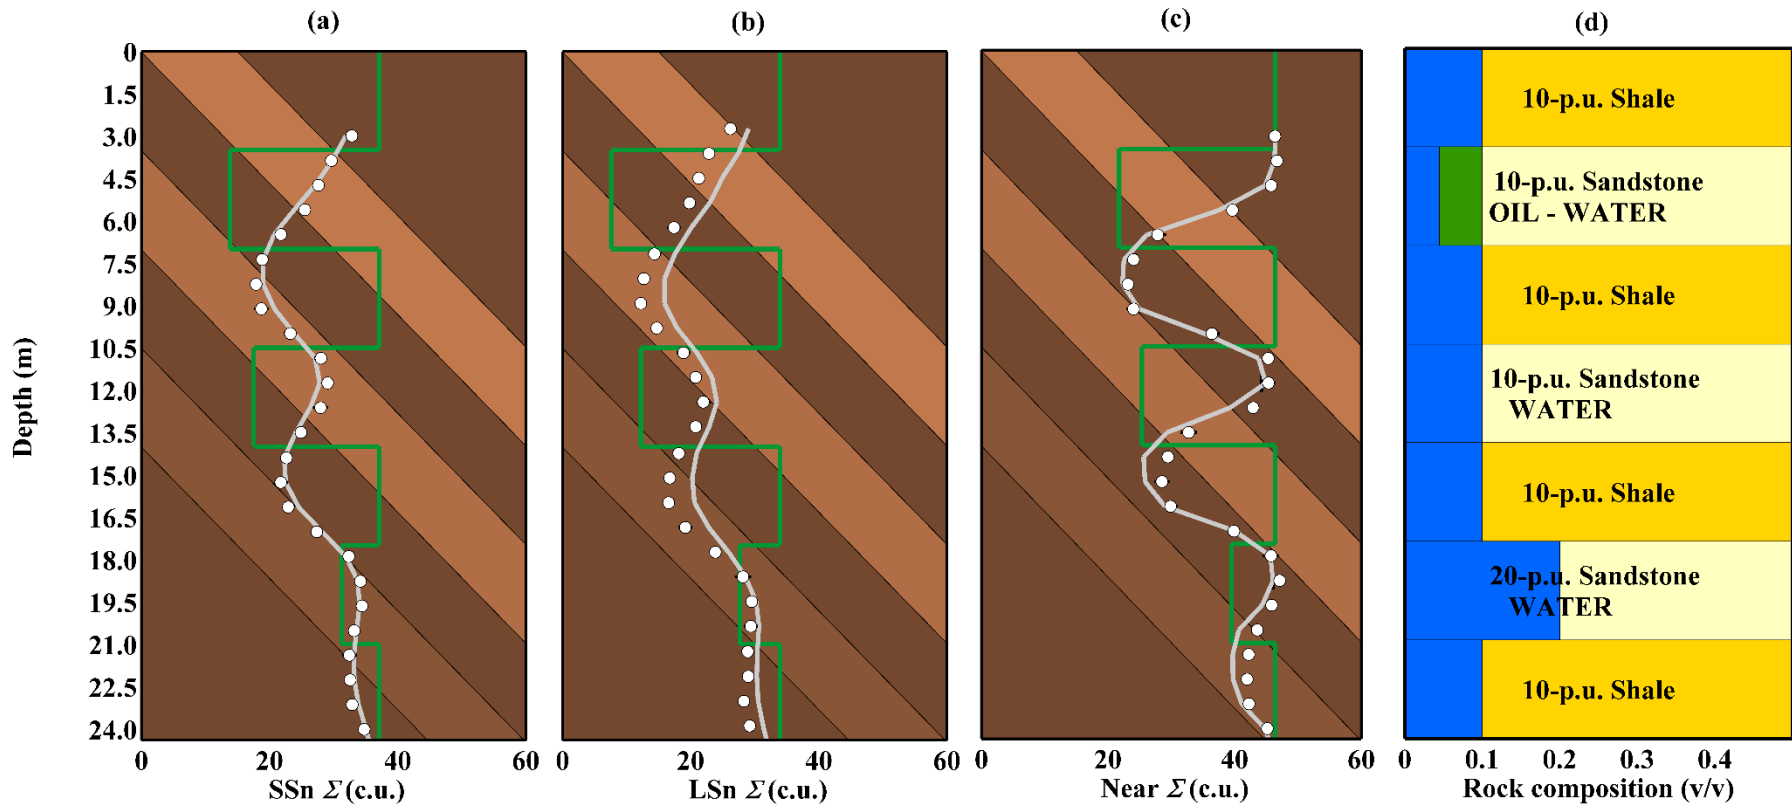 (a) (b) (c) (d)
Depth (m)
0
1.5
3.0
4.5
6.0
7.5
9.0
10.5
12.0
13.5
15.0
16.5
18.0
19.5
21.0
22.5
24.0
10-p.u. Shale
10-p.u. Sandstone
OIL - WATER
10-p.u. Shale
10-p.u. Sandstone
WATER
10-p.u. Shale
20-p.u. Sandstone
WATER
10-p.u. Shale
0 20 40 60
SSn Σ (c.u.)
0 20 40 60
LSn Σ (c.u.)
0 20 40 60
Near Σ (c.u.)
0 0.1 0.2 0.3 0.4
Rock composition (v/v)